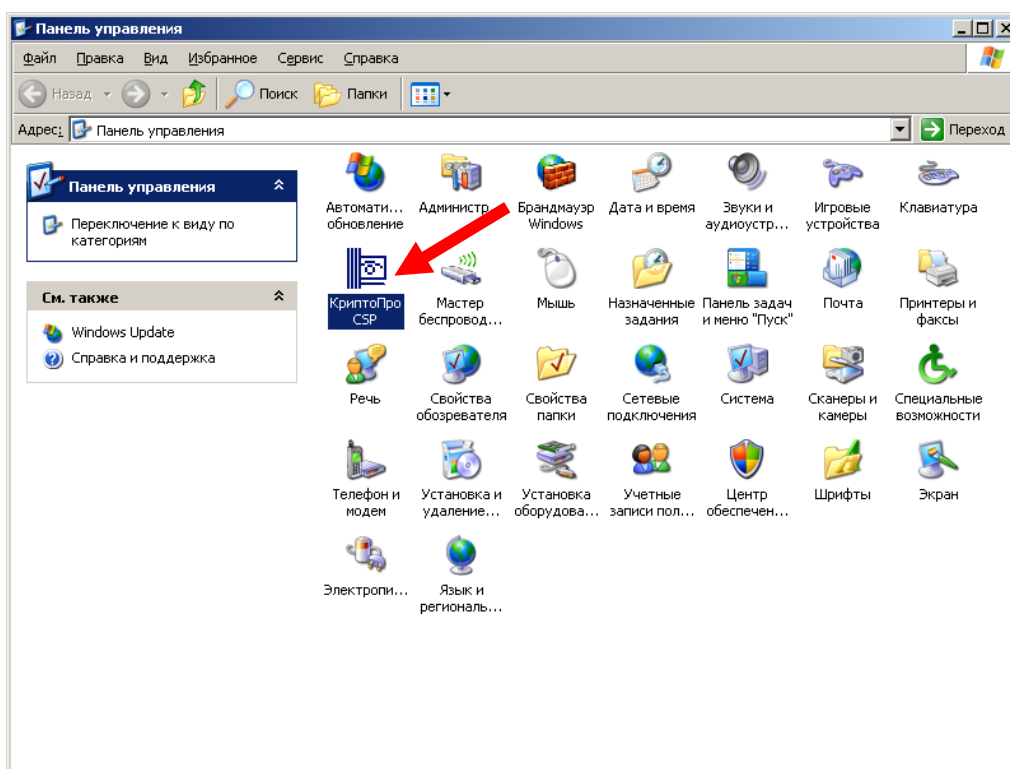 Панель управления
Файл Правка Вид Избранное Сервис Справка
Назад Поиск Папки
Адрес: Панель управления Переход
Панель управления
Переключение к виду по
категориям
См. также
Windows Update
Справка и поддержка
Автомати... Администр... Брандмауэр Дата и время Звуки и Игровые Клавиатура
обновление Windows аудиоустр... устройства
КриптоПро Мастер Мышь Назначенные Панель задач Почта Принтеры и
CSP беспровод... задания и меню "Пуск" факсы
Речь Свойства Свойства Сетевые Система Сканеры и Специальные
обозревателя папки подключения камеры возможности
Телефон и Установка и Установка Учетные Центр Шрифты Экран
модем удаление... оборудова... записи пол... обеспечен...
Электропи... Язык и
региональ...